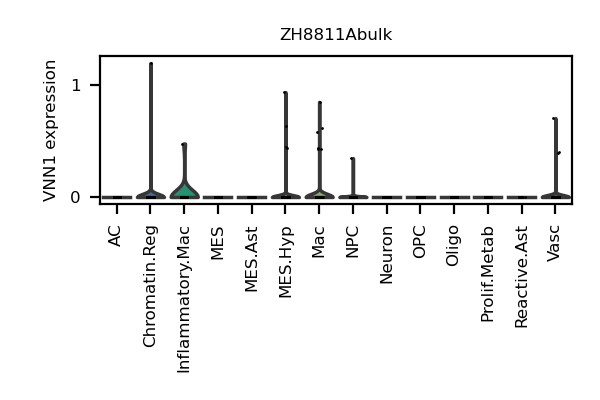 ZH8811Abulk
VNN1 expression
1
0
AC
Chromatin.Reg
Inflammatory.Mac
MES
MES.Ast
MES.Hyp
Mac
NPC
Neuron
OPC
Oligo
Prolif.Metab
Reactive.Ast
Vasc